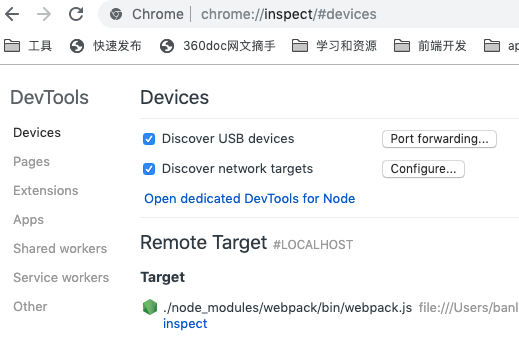 Chrome | chrome://inspect/#devices
工具 快速发布 360doc网文摘手 学习和资源 前端开发 ap
DevTools
Devices
Pages
Extensions
Apps
Shared workers
Service workers
Other
Devices
Discover USB devices Port forwarding...
Discover network targets Configure...
Open dedicated DevTools for Node
Remote Target #LOCALHOST
Target
./node_modules/webpack/bin/webpack.js file:///Users/banl
inspect